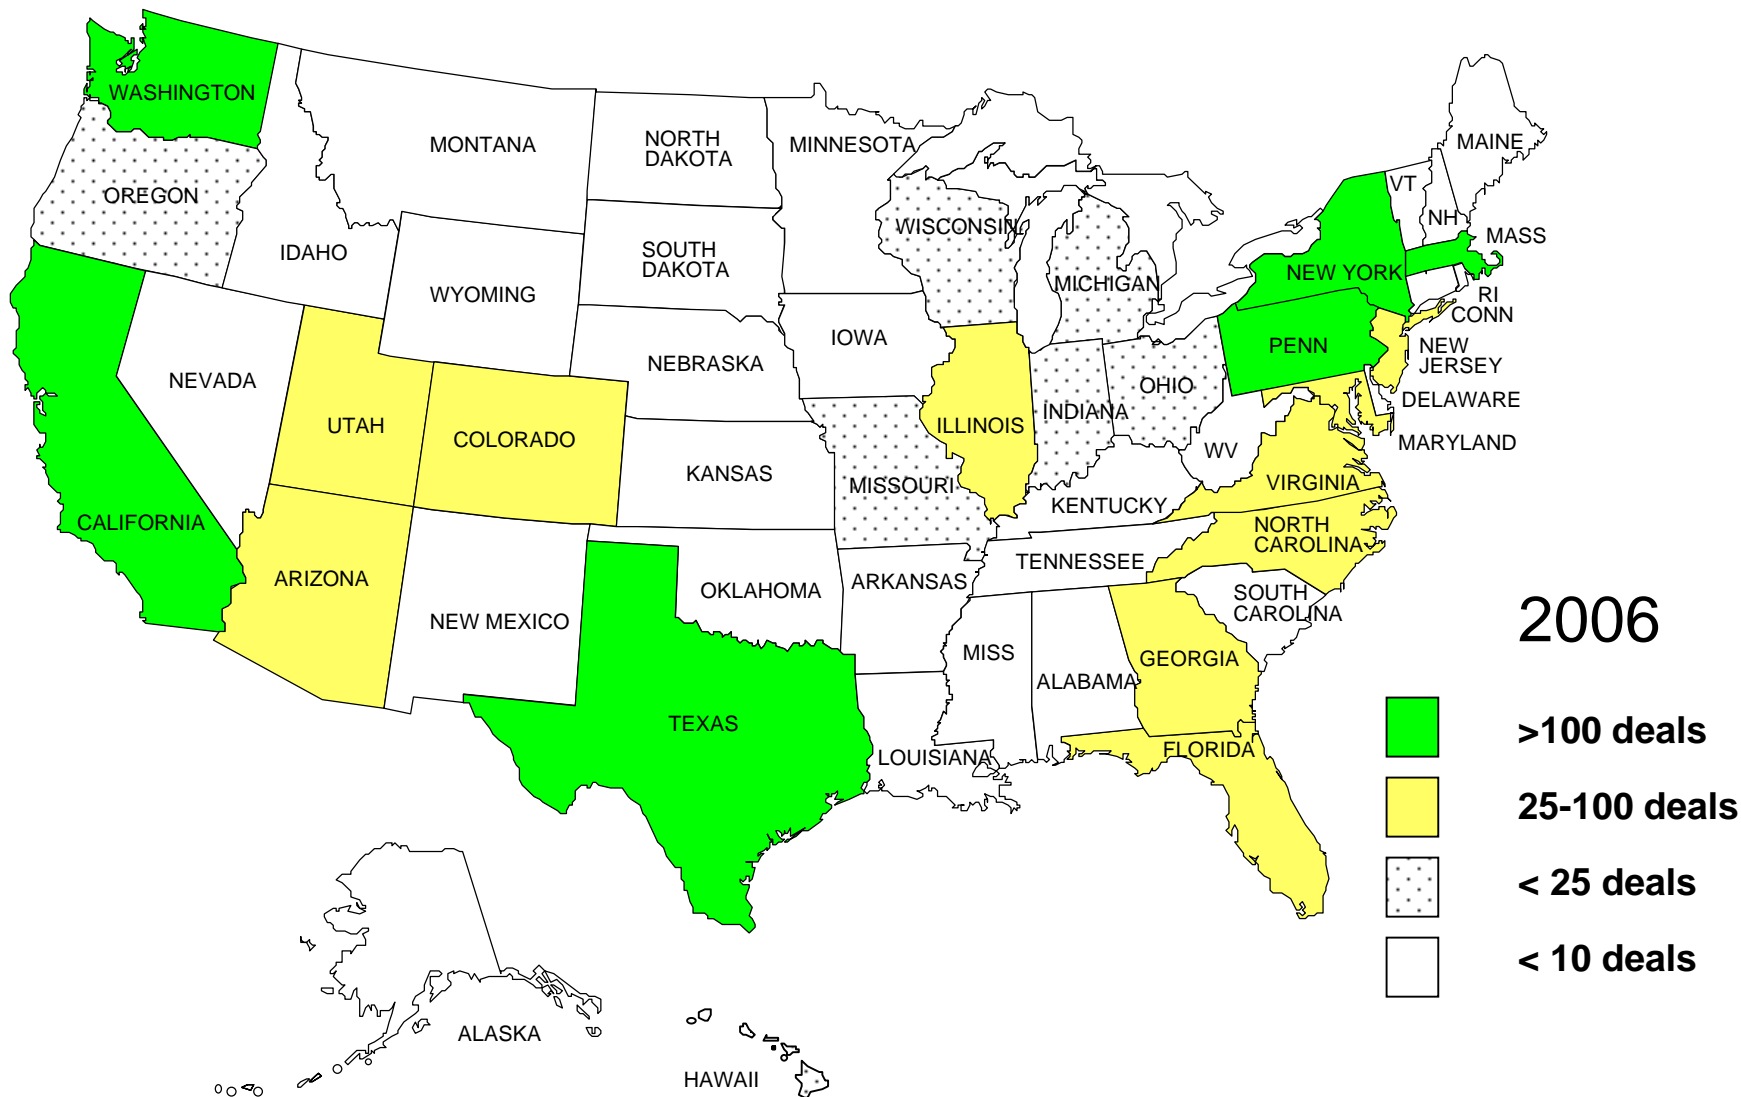 WASHINGTON
MONTANA
NORTH
DAKOTA
MINNESOTA
MAINE
OREGON
VT
NH
WISCONSIN
MASS
IDAHO
SOUTH
DAKOTA
NEW YORK
MICHIGAN
WYOMING
RI
CONN
IOWA
PENN
NEW
JERSEY
NEBRASKA
NEVADA
OHIO
DELAWARE
INDIANA
UTAH
COLORADO
ILLINOIS
MARYLAND
WV
KANSAS
MISSOURI
VIRGINIA
KENTUCKY
CALIFORNIA
NORTH
CAROLINA
TENNESSEE
ARIZONA
ARKANSAS
OKLAHOMA
SOUTH
CAROLINA
NEW MEXICO
2006
MISS
GEORGIA
ALABAMA
TEXAS
>100 deals
FLORIDA
LOUISIANA
25-100 deals
< 25 deals
< 10 deals
ALASKA
HAWAII